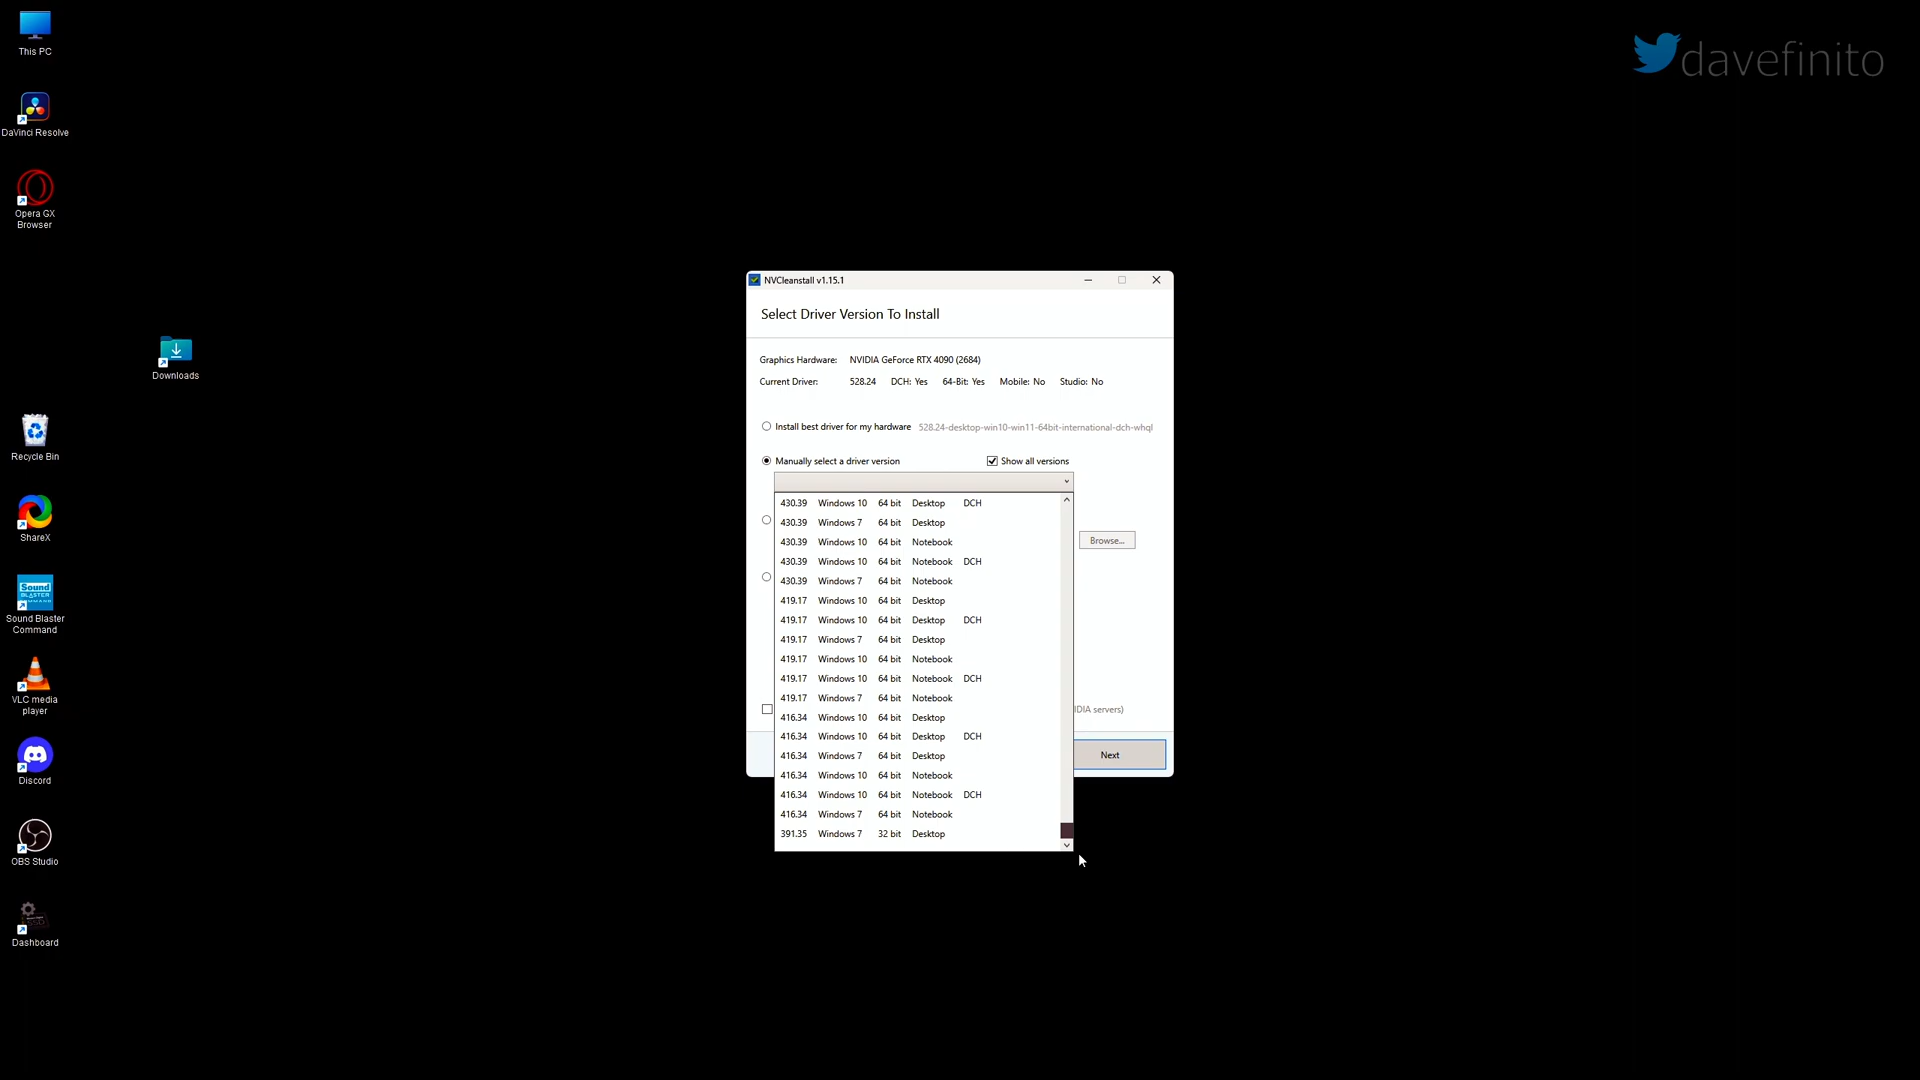 This PC
DaVinci Resolve
Opera GX
Browser
Downloads
Recycle Bin
ShareX
Sound
BLASTER
COMMAND
Sound Blaster
Command
VLC media
player
Discord
OBS Studio
Dashboard
davefinito
NVCleanstall v1.15.1
Select Driver Version To Install
Graphics Hardware: NVIDIA GeForce RTX 4090 (2684)
Current Driver: 528.24 DCH: Yes 64-Bit: Yes Mobile: No Studio: No
Install best driver for my hardware 528.24-desktop-win10-win11-64bit-international-dch-whql
Manually select a driver version Show all versions
430.39 Windows 10 64 bit Desktop DCH
430.39 Windows 7 64 bit Desktop
430.39 Windows 10 64 bit Notebook
430.39 Windows 10 64 bit Notebook DCH
430.39 Windows 7 64 bit Notebook
419.17 Windows 10 64 bit Desktop
419.17 Windows 10 64 bit Desktop DCH
419.17 Windows 7 64 bit Desktop
419.17 Windows 10 64 bit Notebook
419.17 Windows 10 64 bit Notebook DCH
419.17 Windows 7 64 bit Notebook
416.34 Windows 10 64 bit Desktop
416.34 Windows 10 64 bit Desktop DCH
416.34 Windows 7 64 bit Desktop
416.34 Windows 10 64 bit Notebook
416.34 Windows 10 64 bit Notebook DCH
416.34 Windows 7 64 bit Notebook
391.35 Windows 7 32 bit Desktop
Browse...
IDIA servers)
Next